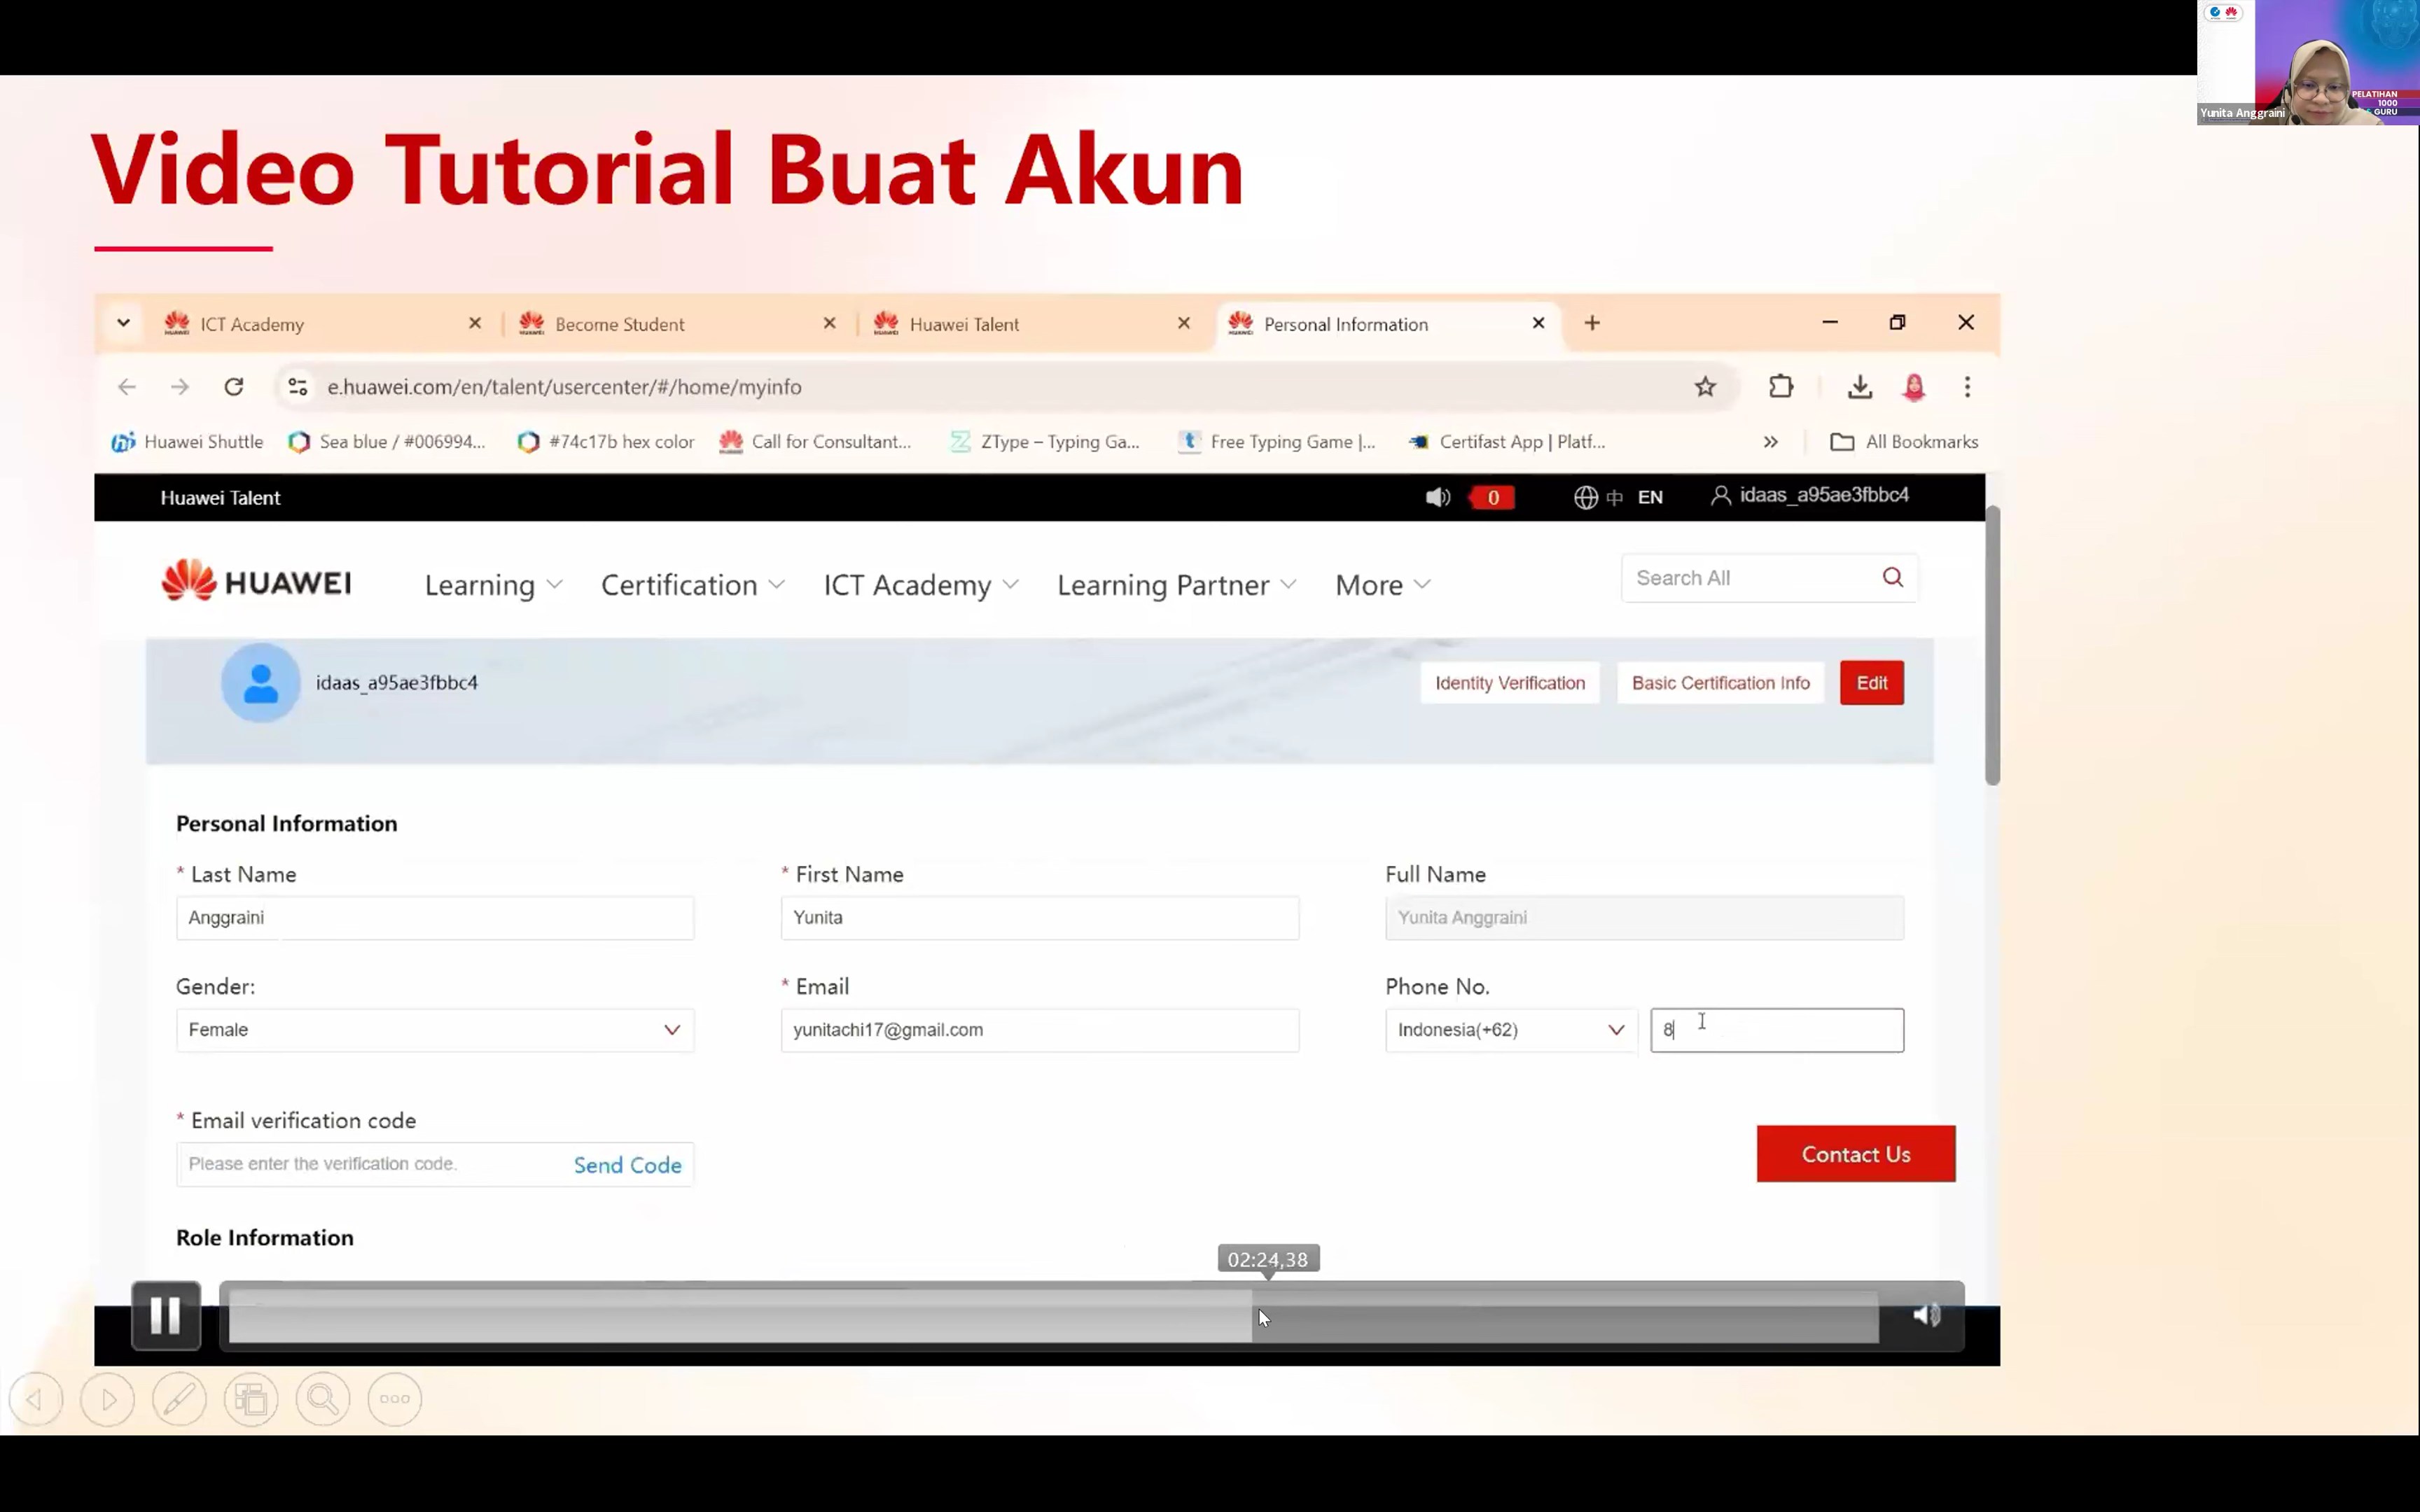 Yunita Anggraini
PELATIHAN
1000
GURU
Video Tutorial Buat Akun
ICT Academy
Become Student
Huawei Talent
Personal Information
e.huawei.com/en/talent/usercenter/#/home/myinfo
Huawei Shuttle
Sea blue / #006994...
#74c17b hex color
Call for Consultant...
ZType – Typing Ga...
Free Typing Game |...
Certifast App | Platf...
All Bookmarks
Huawei Talent
0
中 EN
idaas_a95ae3fbbc4
HUAWEI
Learning
Certification
ICT Academy
Learning Partner
More
Search All
idaas_a95ae3fbbc4
Identity Verification
Basic Certification Info
Edit
Personal Information
* Last Name
* First Name
Full Name
Anggraini
Yunita
Yunita Anggraini
Gender:
* Email
Phone No.
Female
yunitachi17@gmail.com
Indonesia(+62)
8
* Email verification code
Please enter the verification code.
Send Code
Contact Us
Role Information
02:24,38